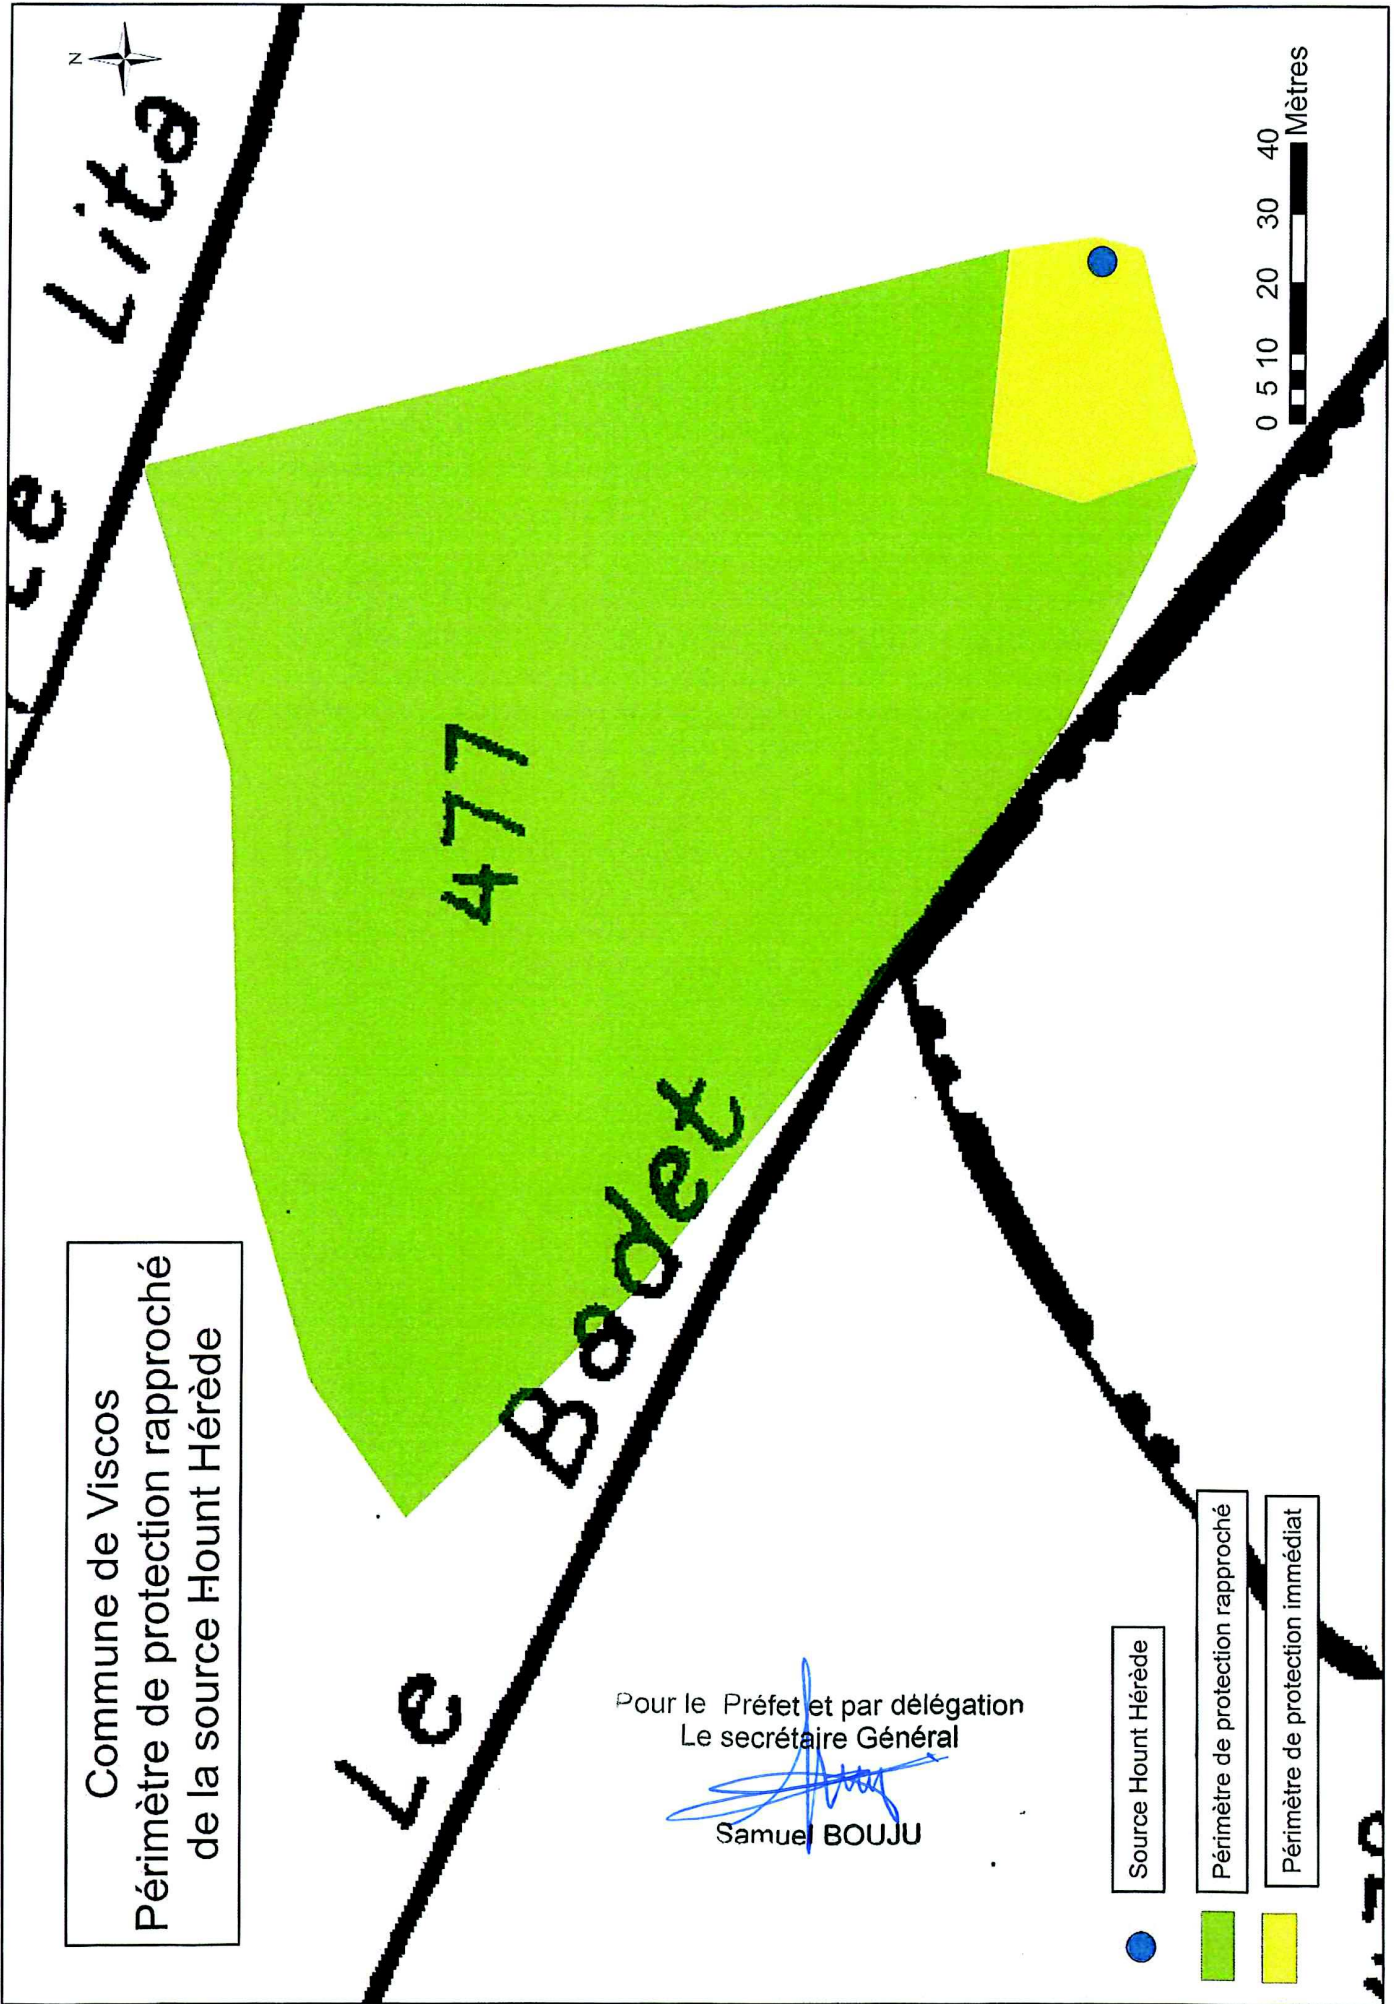 Commune de Viscos
Périmètre de protection rapproché
de la source Hount Hérède
N
Lita
477
Le Bodet
Pour le Préfet et par délégation
Le secrétaire Général
Samuel BOUJU
Source Hount Hérède
Périmètre de protection rapproché
Périmètre de protection immédiat
0 5 10 20 30 40
Mètres